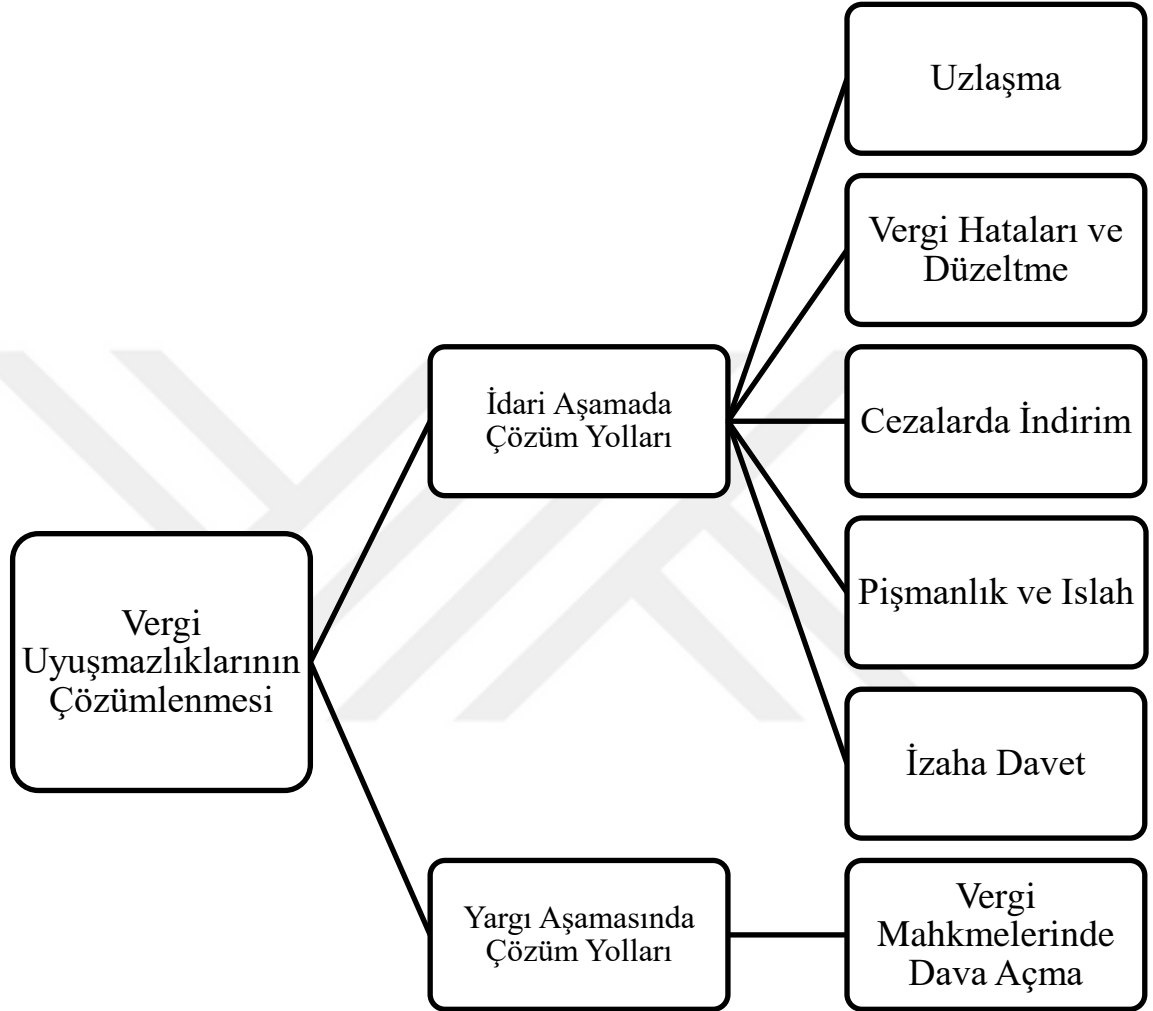 Vergi
Uyuşmazlıklarının
Çözümlenmesi
İdari Aşamada
Çözüm Yolları
Uzlaşma
Vergi Hataları ve
Düzeltme
Cezalarda İndirim
Pişmanlık ve Islah
İzaha Davet
Yargı Aşamasında
Çözüm Yolları
Vergi
Mahkmelerinde
Dava Açma